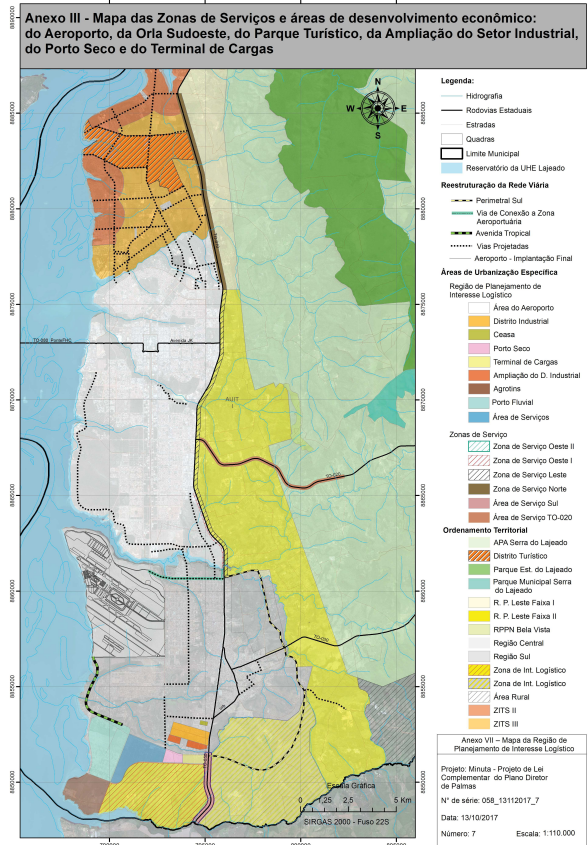 Anexo III - Mapa das Zonas de Serviços e áreas de desenvolvimento econômico:
do Aeroporto, da Orla Sudoeste, do Parque Turístico, da Ampliação do Setor Industrial,
do Porto Seco e do Terminal de Cargas
N
W
E
S
8885000
8880000
8875000
8870000
8865000
8860000
8855000
8850000
Avenida JK
AUIT
I
TO-020
TO-030
Escala Gráfica
0 1,25 2,5 5 Km
SIRGAS 2000 - Fuso 22S
Legenda:
Hidrografia
Rodovias Estaduais
Estradas
Quadras
Limite Municipal
Reservatório da UHE Lajeado
Reestruturação da Rede Viária
Perimetral Sul
Via de Conexão a Zona
Aeroportuária
Avenida Tropical
Vias Projetadas
Aeroporto - Implantação Final
Áreas de Urbanização Específica
Região de Planejamento de
Interesse Logístico
Área do Aeroporto
Distrito Industrial
Ceasa
Porto Seco
Terminal de Cargas
Ampliação do D. Industrial
Agrotins
Porto Fluvial
Área de Serviços
Zonas de Serviço
Zona de Serviço Oeste II
Zona de Serviço Oeste I
Zona de Serviço Leste
Zona de Serviço Norte
Área de Serviço Sul
Área de Serviço TO-020
Ordenamento Territorial
APA Serra do Lajeado
Distrito Turístico
Parque Est. do Lajeado
Parque Municipal Serra
do Lajeado
R. P. Leste Faixa I
R. P. Leste Faixa II
RPPN Bela Vista
Região Central
Região Sul
Zona de Int. Logístico
Zona de Int. Logístico
Área Rural
ZITS II
ZITS III
Anexo VII – Mapa da Região de
Planejamento de Interesse Logístico
Projeto: Minuta - Projeto de Lei
Complementar do Plano Diretor
de Palmas
N° de série: 058_13112017_7
Data: 13/10/2017
Número: 7 Escala: 1:110.000